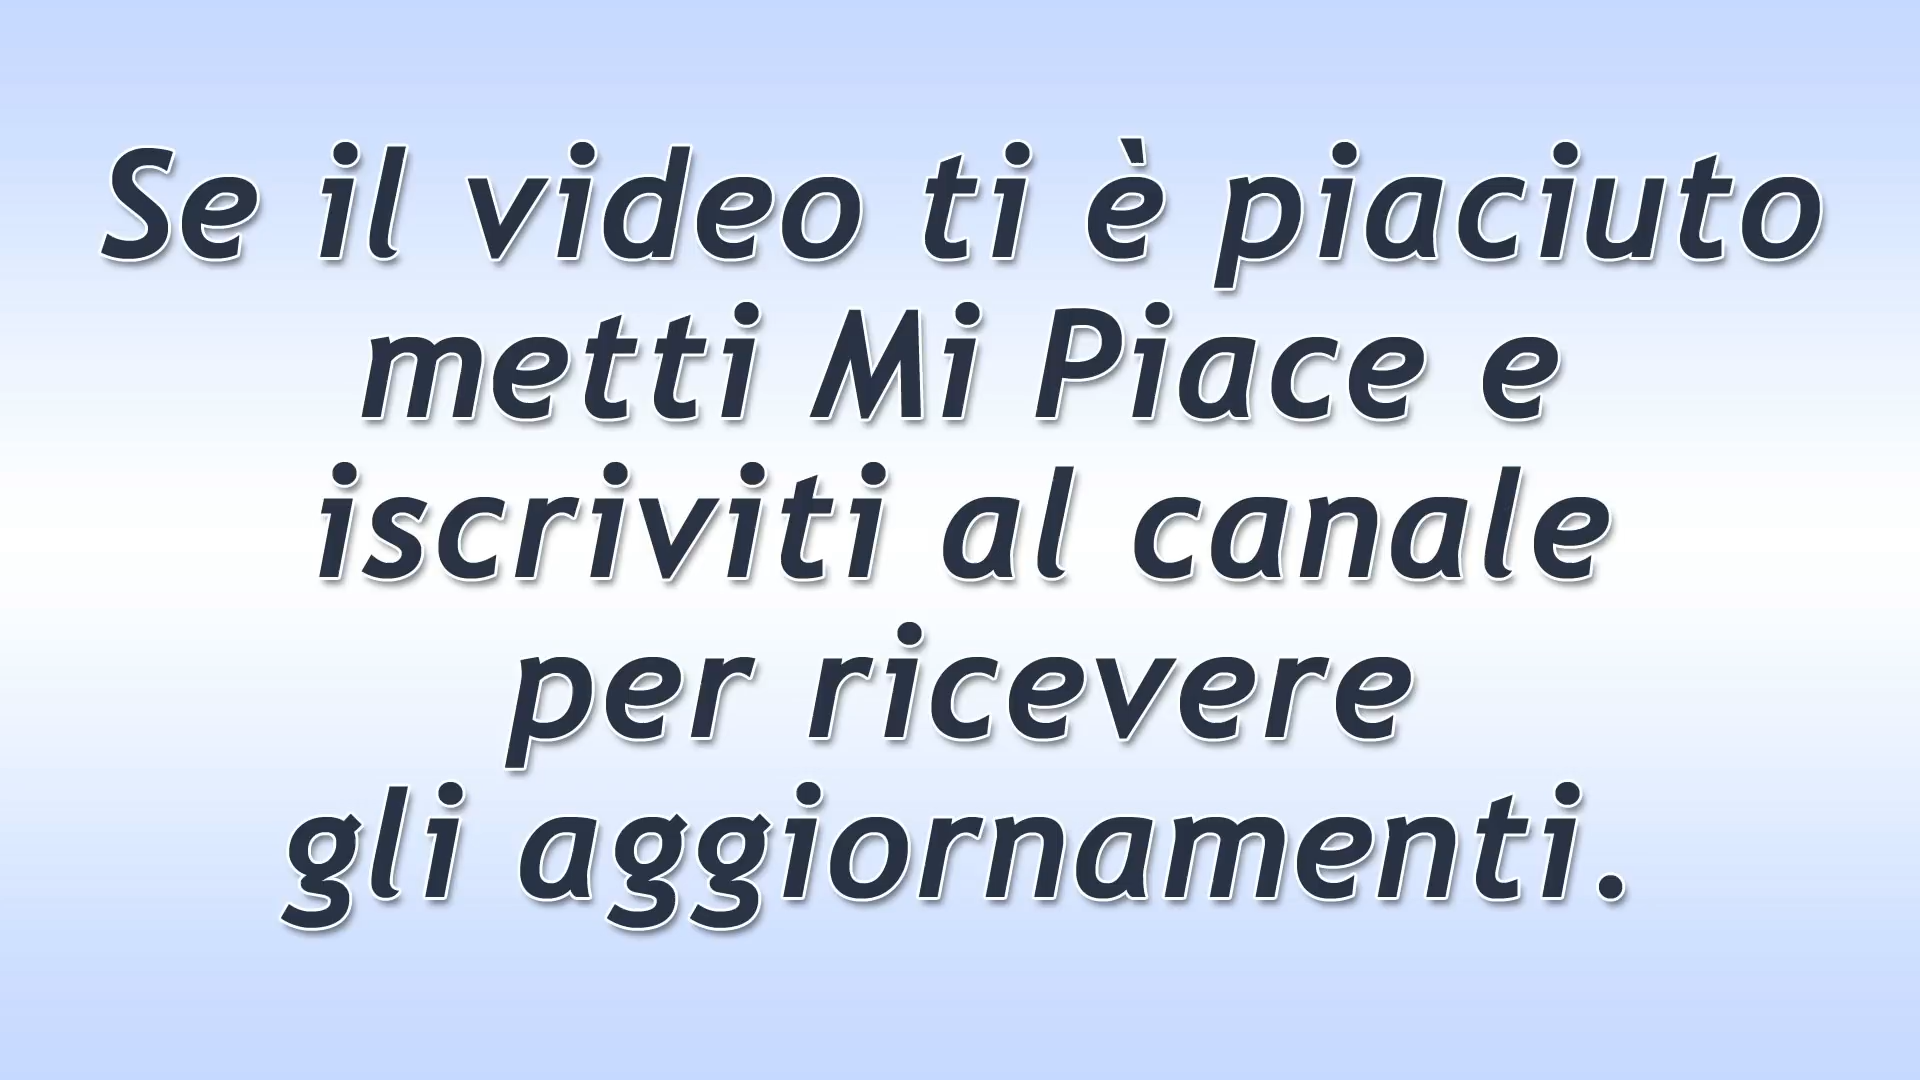 Se il video ti è piaciuto
metti Mi Piace e
iscriviti al canale
per ricevere
gli aggiornamenti.